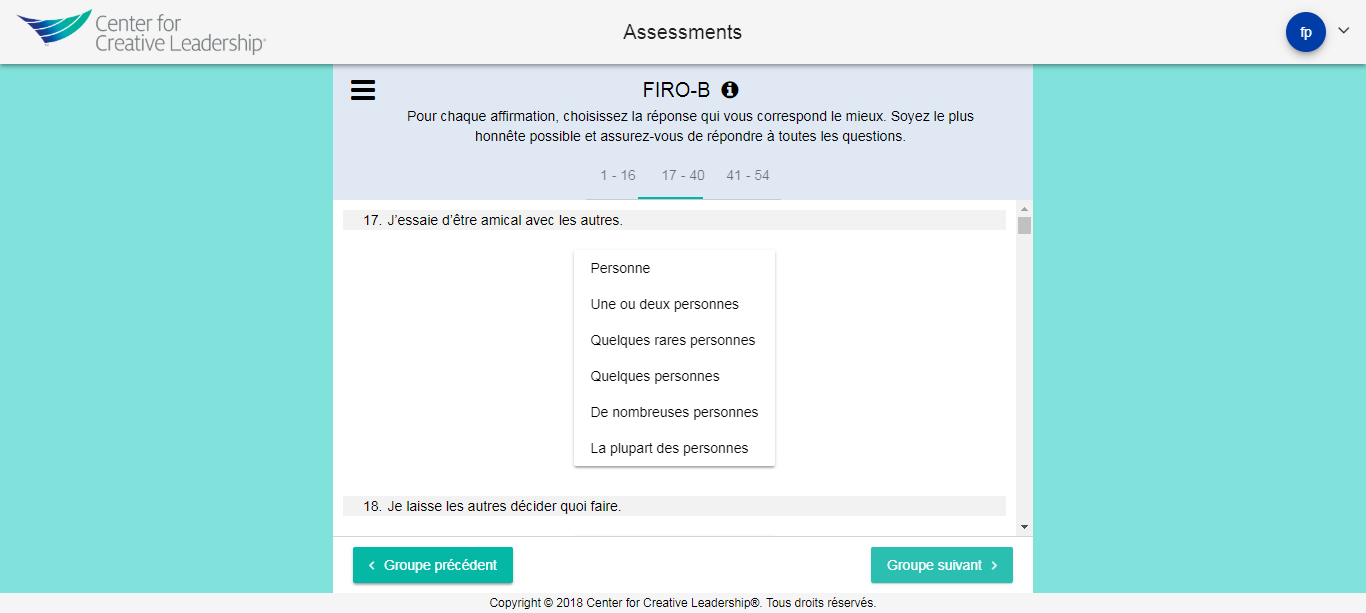 Center for
Creative Leadership®
Assessments
fp
FIRO-B
Pour chaque affirmation, choisissez la réponse qui vous correspond le mieux. Soyez le plus
honnête possible et assurez-vous de répondre à toutes les questions.
1 - 16 17 - 40 41 - 54
17. J’essaie d’être amical avec les autres.
Personne
Une ou deux personnes
Quelques rares personnes
Quelques personnes
De nombreuses personnes
La plupart des personnes
18. Je laisse les autres décider quoi faire.
Groupe précédent
Groupe suivant
Copyright © 2018 Center for Creative Leadership®. Tous droits réservés.